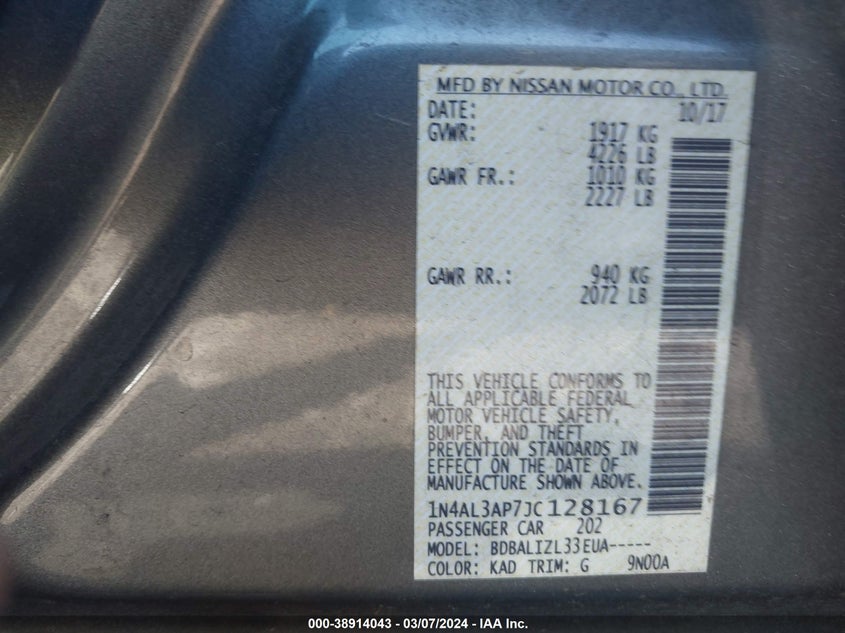 MFD BY NISSAN MOTOR CO., LTD.
DATE: 10/17
GVWR: 1917 KG
4226 LB
GAWR FR.: 1010 KG
2227 LB
GAWR RR.: 940 KG
2072 LB
THIS VEHICLE CONFORMS TO
ALL APPLICABLE FEDERAL
MOTOR VEHICLE SAFETY,
BUMPER, AND THEFT
PREVENTION STANDARDS IN
EFFECT ON THE DATE OF
MANUFACTURE SHOWN ABOVE.
1N4AL3AP7JC128167
PASSENGER CAR 202
MODEL: BDBALIZL33EUA-----
COLOR: KAD TRIM: G 9N00A
000-38914043 - 03/07/2024 - IAA Inc.